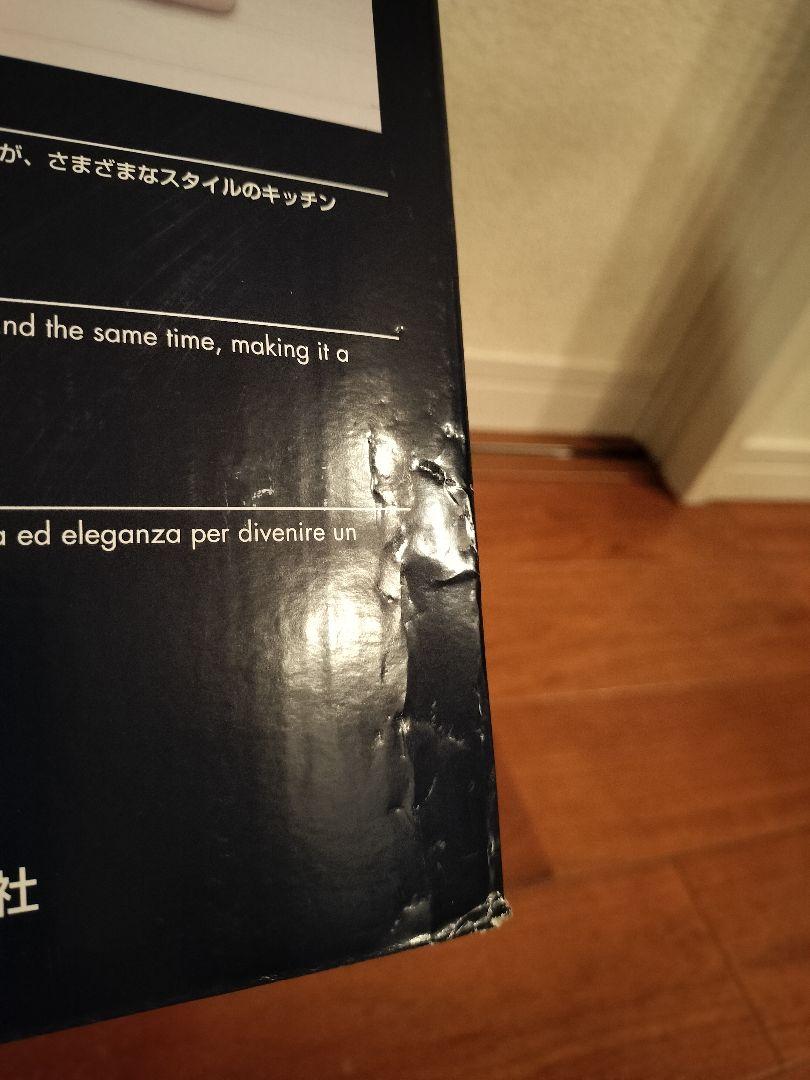 が、さまざまなスタイルのキッチン
nd the same time, making it a
a ed eleganza per divenire un
社